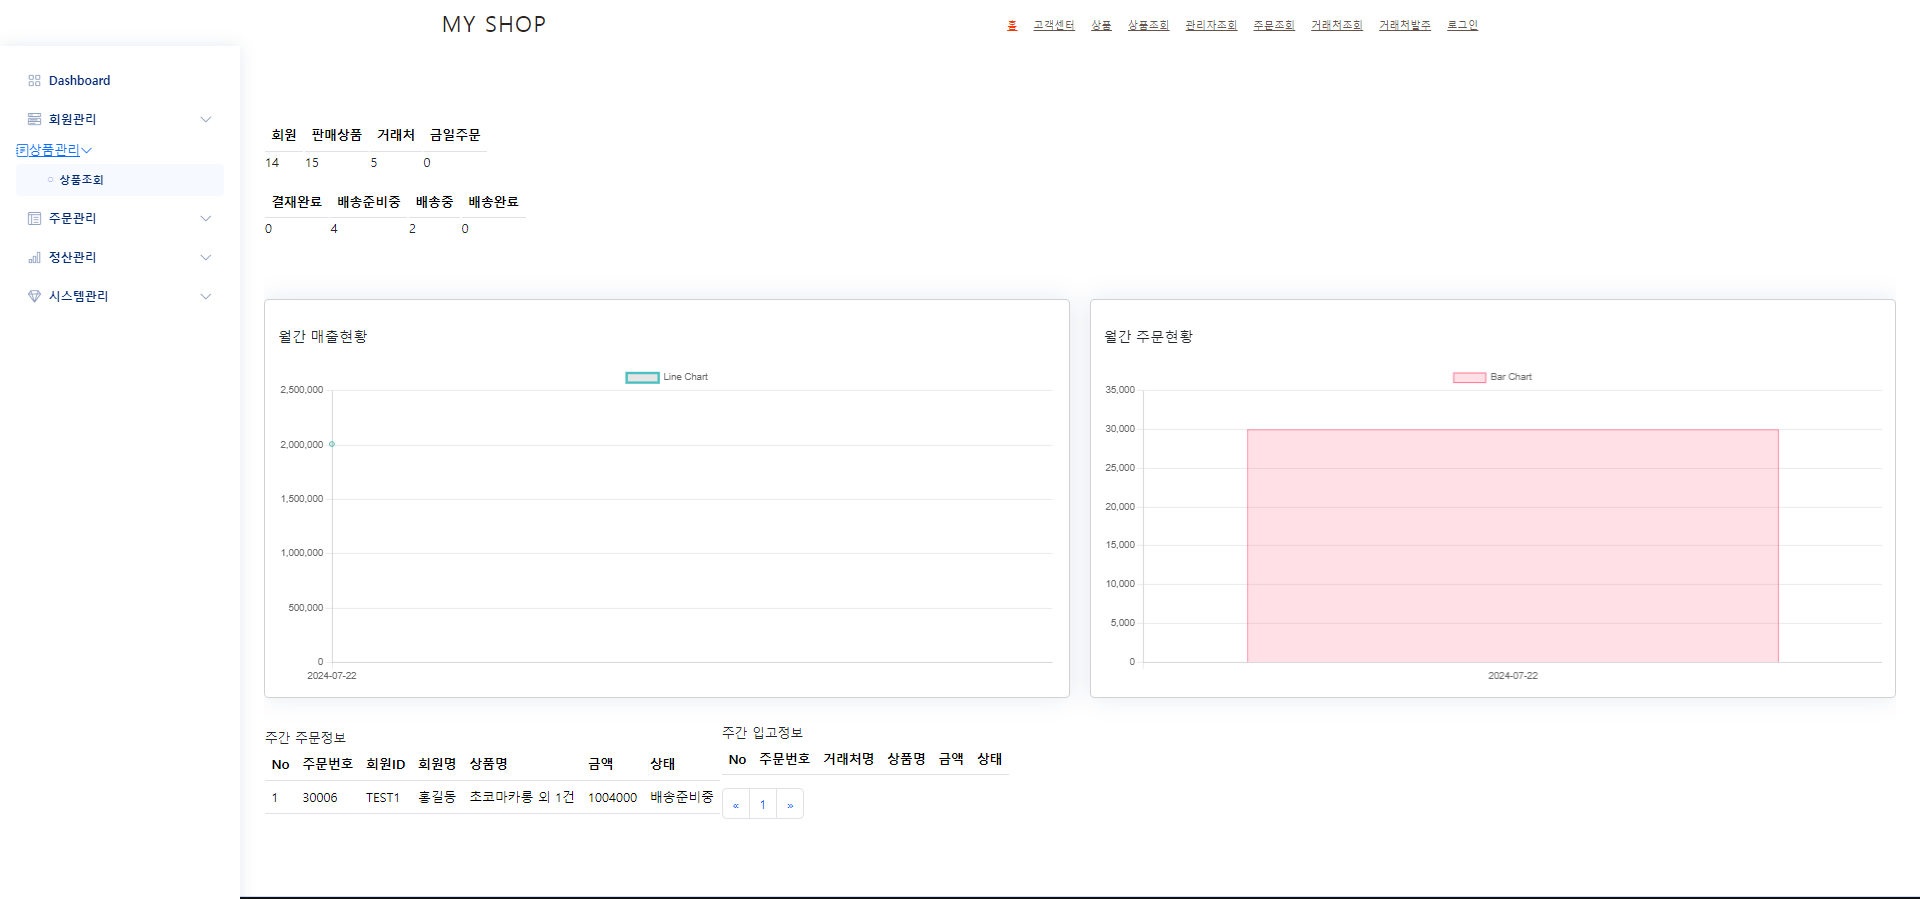 MY SHOP
홈 고객센터 상품 상품조회 관리자조회 주문조회 거래처조회 거래처발주 로그인
Dashboard
회원관리
상품관리
상품조회
주문관리
정산관리
시스템관리
회원 판매상품 거래처 금일주문
14 15 5 0
결재완료 배송준비중 배송중 배송완료
0 4 2 0
월간 매출현황
Line Chart
2,500,000
2,000,000
1,500,000
1,000,000
500,000
0
2024-07-22
월간 주문현황
Bar Chart
35,000
30,000
25,000
20,000
15,000
10,000
5,000
0
2024-07-22
주간 주문정보
No 주문번호 회원ID 회원명 상품명 금액 상태
1 30006 TEST1 홍길동 초코마카롱 외 1건 1004000 배송준비중
주간 입고정보
No 주문번호 거래처명 상품명 금액 상태
« 1 »